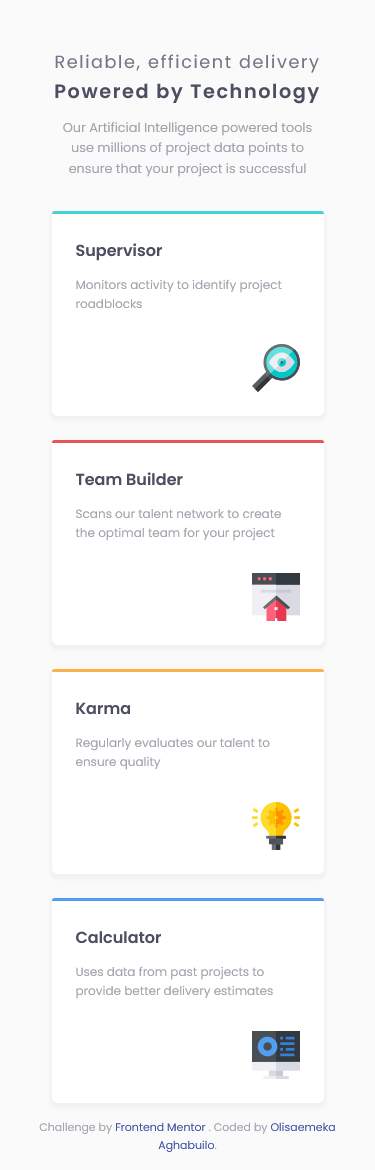 Reliable, efficient delivery
Powered by Technology
Our Artificial Intelligence powered tools
use millions of project data points to
ensure that your project is successful
Supervisor
Monitors activity to identify project
roadblocks
Team Builder
Scans our talent network to create
the optimal team for your project
Karma
Regularly evaluates our talent to
ensure quality
Calculator
Uses data from past projects to
provide better delivery estimates
Challenge by Frontend Mentor . Coded by Olisaemeka
Aghabuilo.